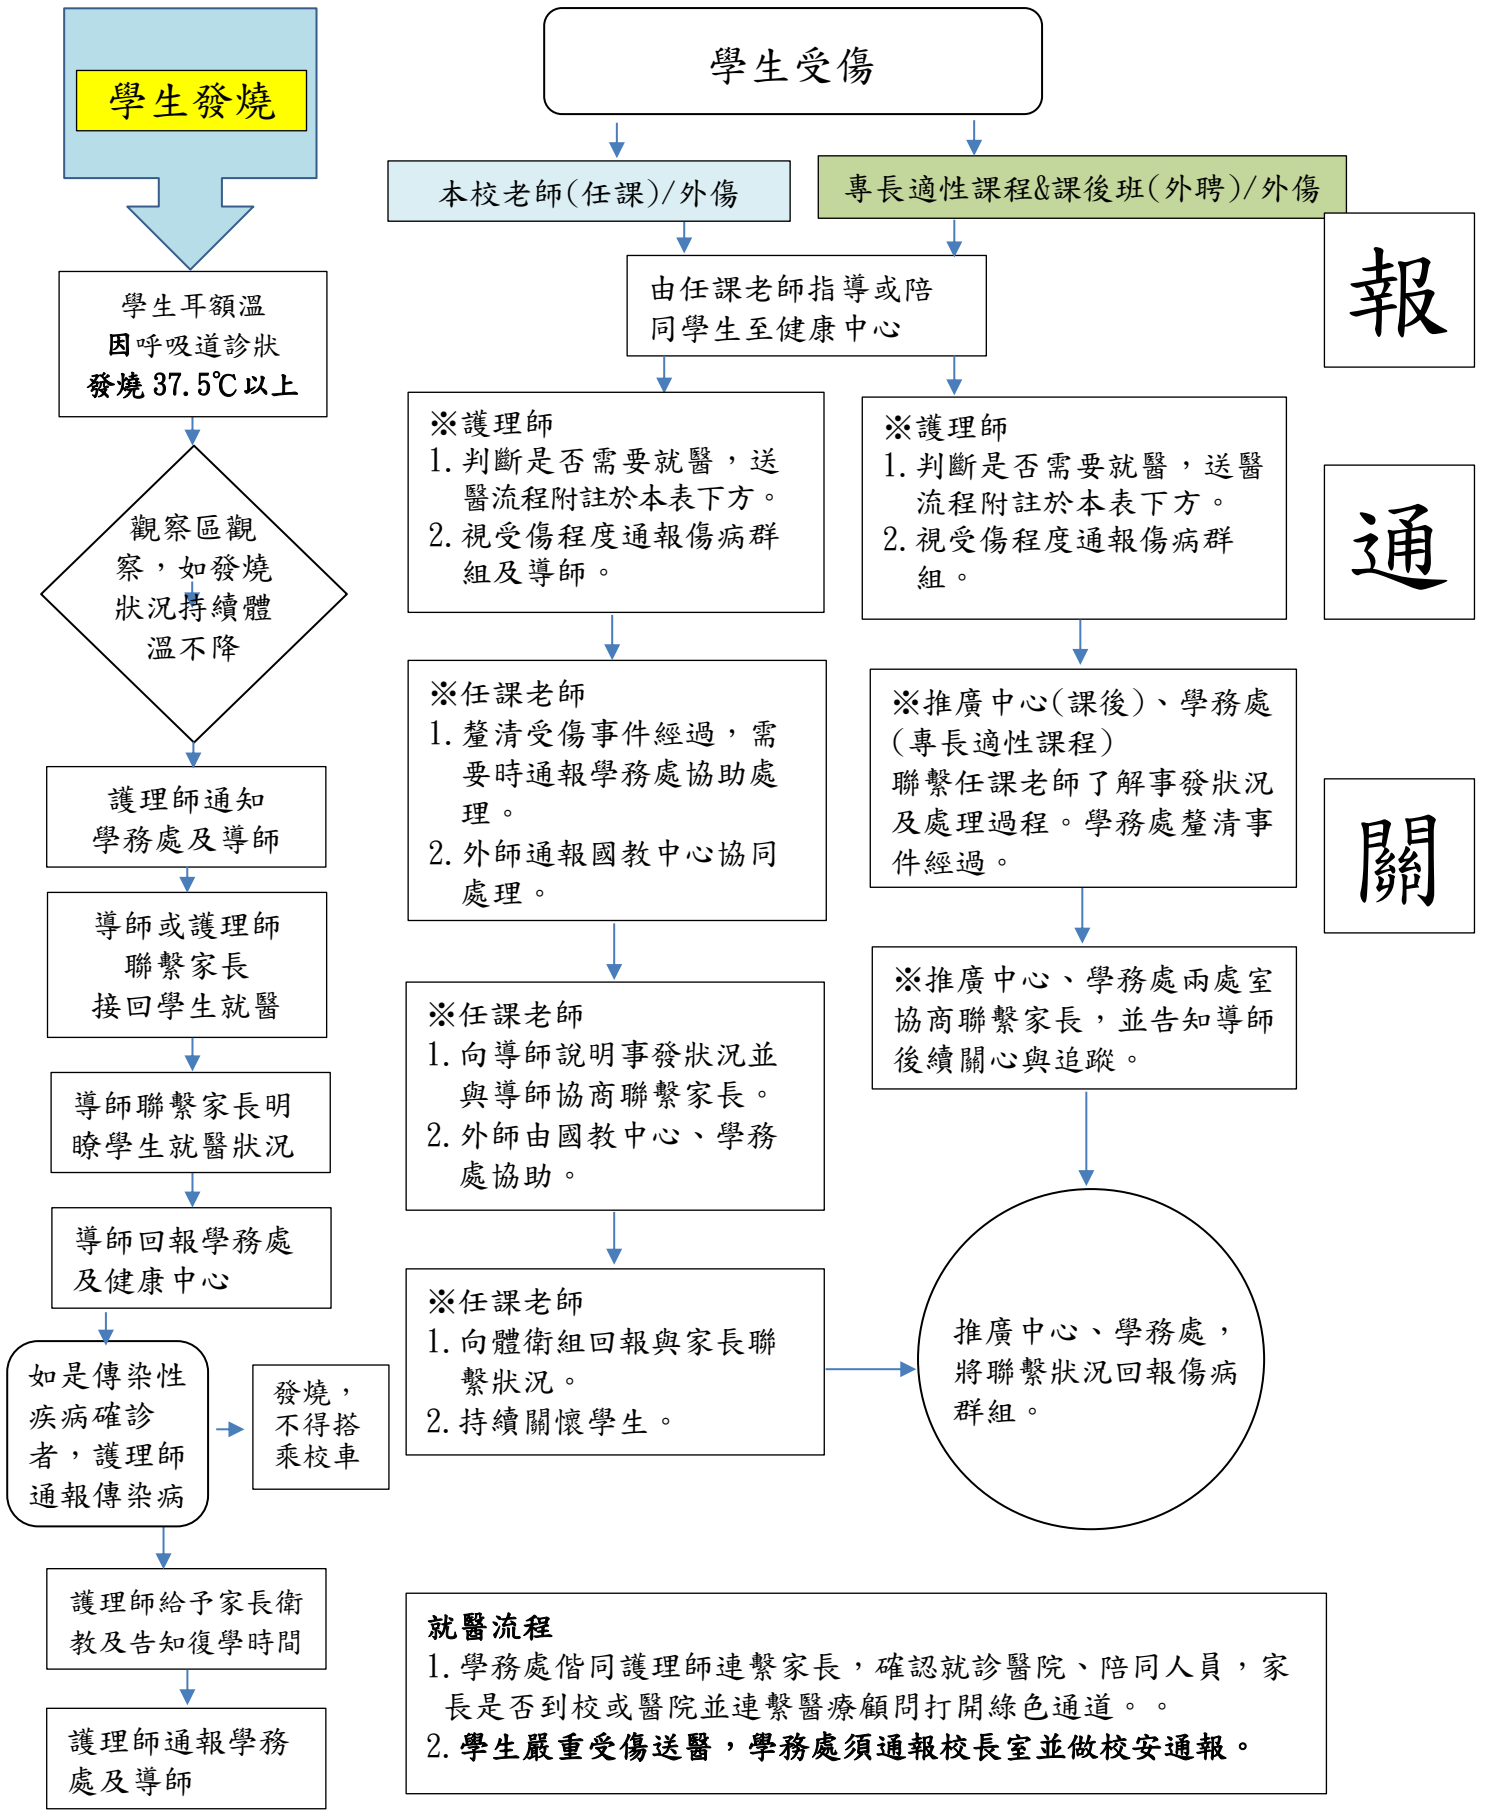 學生發燒
學生耳額溫
因呼吸道診狀
發燒 37.5℃以上
觀察區觀
察，如發燒
狀況持續體
溫不降
護理師通知
學務處及導師
導師或護理師
聯繫家長
接回學生就醫
導師聯繫家長明
瞭學生就醫狀況
導師回報學務處
及健康中心
如是傳染性
疾病確診
者，護理師
通報傳染病
發燒，
不得搭
乘校車
護理師給予家長衛
教及告知復學時間
護理師通報學務
處及導師
學生受傷
本校老師(任課)/外傷
專長適性課程&課後班(外聘)/外傷
由任課老師指導或陪
同學生至健康中心
※護理師
1.判斷是否需要就醫，送
醫流程附註於本表下方。
2.視受傷程度通報傷病群
組及導師。
※任課老師
1.釐清受傷事件經過，需
要時通報學務處協助處
理。
2.外師通報國教中心協同
處理。
※任課老師
1.向導師說明事發狀況並
與導師協商聯繫家長。
2.外師由國教中心、學務
處協助。
※任課老師
1.向體衛組回報與家長聯
繫狀況。
2.持續關懷學生。
※護理師
1.判斷是否需要就醫，送醫
流程附註於本表下方。
2.視受傷程度通報傷病群
組。
※推廣中心(課後)、學務處
(專長適性課程)
聯繫任課老師了解事發狀況
及處理過程。學務處釐清事
件經過。
※推廣中心、學務處兩處室
協商聯繫家長，並告知導師
後續關心與追蹤。
推廣中心、學務處，
將聯繫狀況回報傷病
群組。
報
通
關
就醫流程
1.學務處偕同護理師連繫家長，確認就診醫院、陪同人員，家
長是否到校或醫院並連繫醫療顧問打開綠色通道。。
2.學生嚴重受傷送醫，學務處須通報校長室並做校安通報。